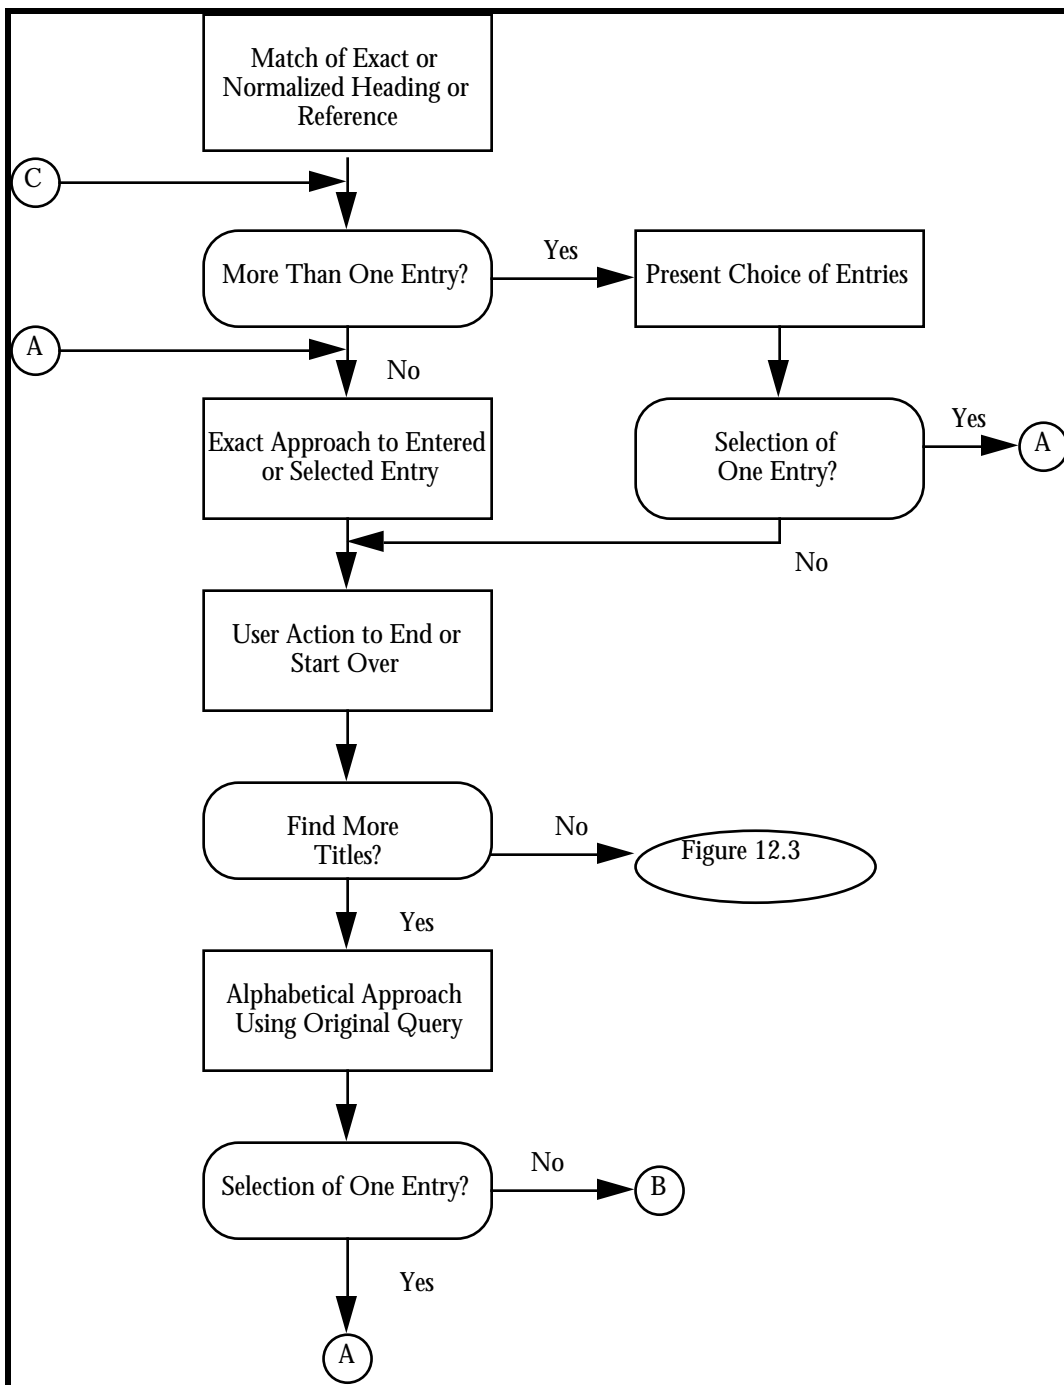 Match of Exact or
Normalized Heading or
Reference
C
More Than One Entry?
Yes
Present Choice of Entries
A
No
Exact Approach to Entered
or Selected Entry
Selection of
One Entry?
Yes
A
No
User Action to End or
Start Over
Find More
Titles?
No
Figure 12.3
Yes
Alphabetical Approach
Using Original Query
Selection of One Entry?
No
B
Yes
A